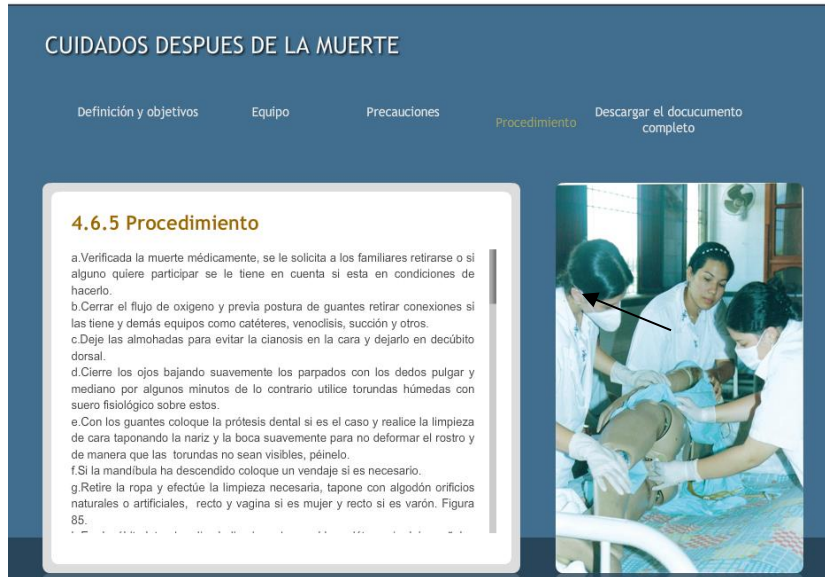 CUIDADOS DESPUES DE LA MUERTE
Definición y objetivos
Equipo
Precauciones
Procedimiento
Descargar el docucumento
completo
4.6.5 Procedimiento
a.Verificada la muerte médicamente, se le solicita a los familiares retirarse o si
alguno quiere participar se le tiene en cuenta si esta en condiciones de
hacerlo.
b.Cerrar el flujo de oxigeno y previa postura de guantes retirar conexiones si
las tiene y demás equipos como catéteres, venoclisis, succión y otros.
c.Deje las almohadas para evitar la cianosis en la cara y dejarlo en decúbito
dorsal.
d.Cierre los ojos bajando suavemente los parpados con los dedos pulgar y
mediano por algunos minutos de lo contrario utilice torundas húmedas con
suero fisiológico sobre estos.
e.Con los guantes coloque la prótesis dental si es el caso y realice la limpieza
de cara taponando la nariz y la boca suavemente para no deformar el rostro y
de manera que las torundas no sean visibles, péinelo.
f.Si la mandíbula ha descendido coloque un vendaje si es necesario.
g.Retire la ropa y efectúe la limpieza necesaria, tapone con algodón orificios
naturales o artificiales, recto y vagina si es mujer y recto si es varón. Figura
85.